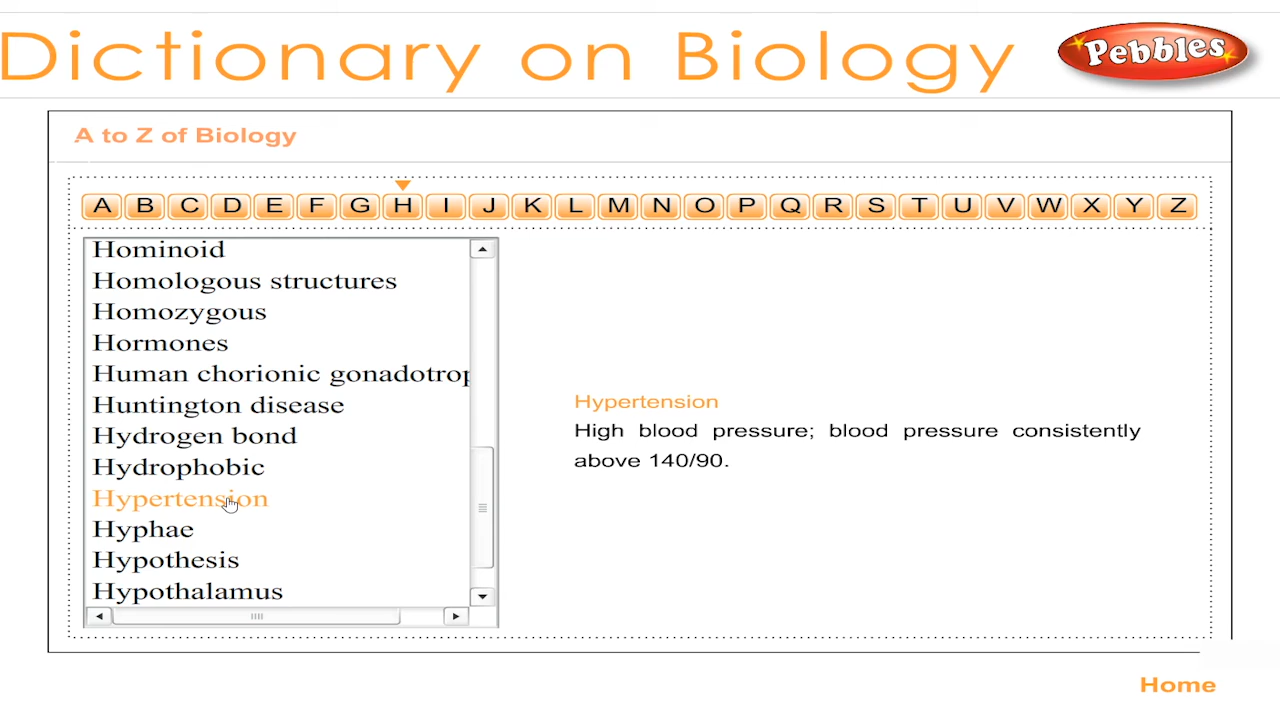 Dictionary on Biology
Pebbles
A to Z of Biology
A B C D E F G H I J K L M N O P Q R S T U V W X Y Z
Hominoid
Homologous structures
Homozygous
Hormones
Human chorionic gonadotrop
Huntington disease
Hydrogen bond
Hydrophobic
Hypertension
Hyphae
Hypothesis
Hypothalamus
Hypertension
High blood pressure; blood pressure consistently
above 140/90.
Home